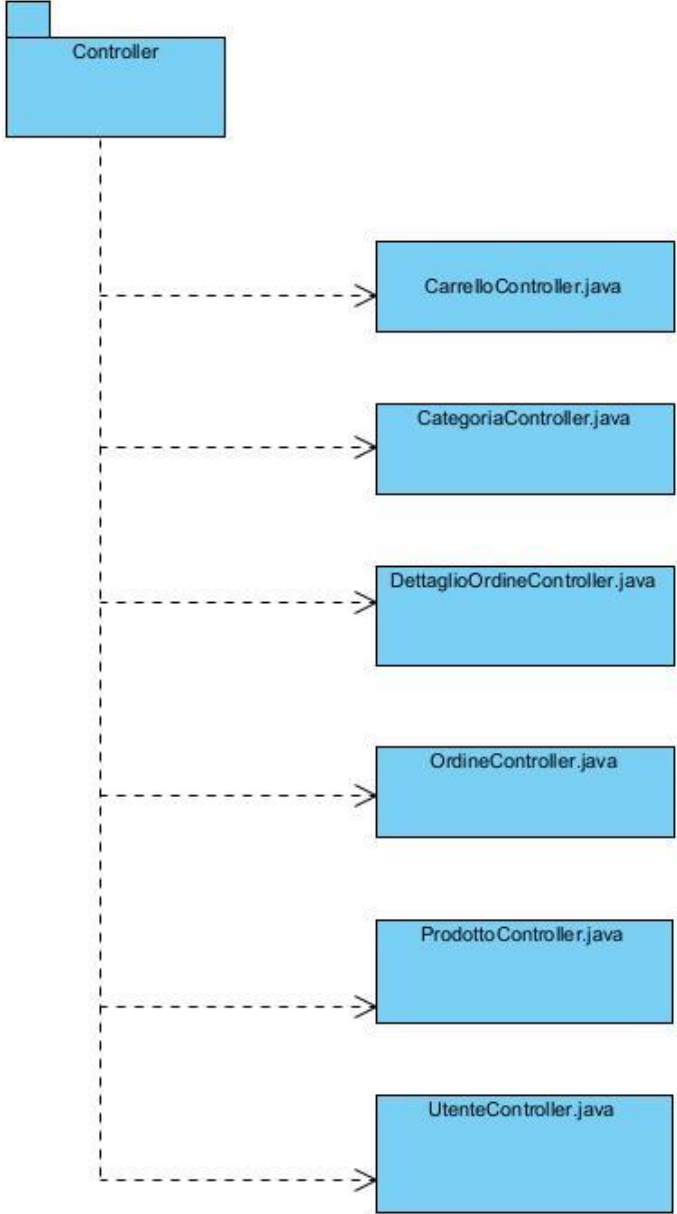 Controller
CarrelloController.java
CategoriaController.java
DettaglioOrdineController.java
OrdineController.java
ProdottoController.java
UtenteController.java